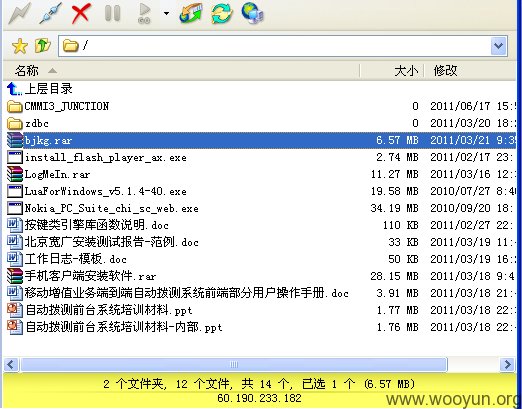 /
名称 大小 修改
上层目录
CMMI3_JUNCTION 0 2011/06/17 15:5
zdbc 0 2011/03/20 18:2
bjkg.rar 6.57 MB 2011/03/21 9:35
install_flash_player_ax.exe 2.74 MB 2011/02/17 23:
LogMeIn.rar 11.27 MB 2011/03/16 12:3
LuaForWindows_v5.1.4-40.exe 19.58 MB 2010/07/27 8:40
Nokia_PC_Suite_chi_sc_web.exe 34.19 MB 2010/09/20 18:
按键类引擎库函数说明.doc 110 KB 2011/02/27 22:
北京宽广安装测试报告-范例.doc 33 KB 2011/03/19 11:
工作日志-模板.doc 50 KB 2011/03/19 16:2
手机客户端安装软件.rar 28.15 MB 2011/03/18 9:4
移动增值业务端到端自动拨测系统前端部分用户操作手册.doc 3.91 MB 2011/03/18 21:
自动拨测前台系统培训材料.ppt 1.77 MB 2011/03/18 22:
自动拨测前台系统培训材料-内部.ppt 1.76 MB 2011/03/18 22:
2 个文件夹, 12 个文件, 共 14 个, 已选 1 个 (6.57 MB)
60.190.233.182
www.wooyun.org